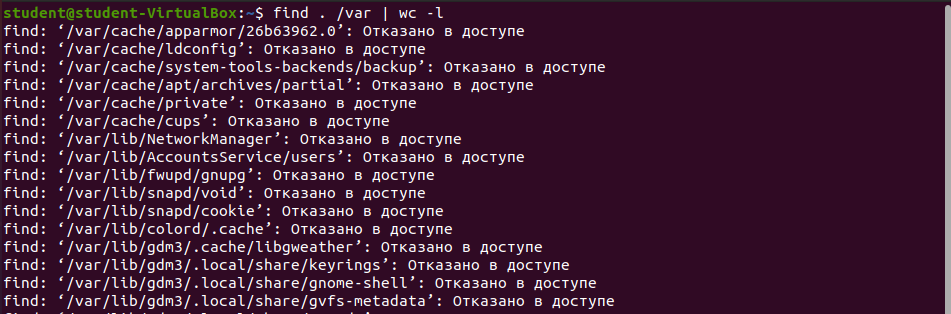 student@student-VirtualBox:~$ find . /var | wc -l
find: ‘/var/cache/apparmor/26b63962.0’: Отказано в доступе
find: ‘/var/cache/ldconfig’: Отказано в доступе
find: ‘/var/cache/system-tools-backends/backup’: Отказано в доступе
find: ‘/var/cache/apt/archives/partial’: Отказано в доступе
find: ‘/var/cache/private’: Отказано в доступе
find: ‘/var/cache/cups’: Отказано в доступе
find: ‘/var/lib/NetworkManager’: Отказано в доступе
find: ‘/var/lib/AccountsService/users’: Отказано в доступе
find: ‘/var/lib/fwupd/gnupg’: Отказано в доступе
find: ‘/var/lib/snapd/void’: Отказано в доступе
find: ‘/var/lib/snapd/cookie’: Отказано в доступе
find: ‘/var/lib/colord/.cache’: Отказано в доступе
find: ‘/var/lib/gdm3/.cache/libgweather’: Отказано в доступе
find: ‘/var/lib/gdm3/.local/share/keyrings’: Отказано в доступе
find: ‘/var/lib/gdm3/.local/share/gnome-shell’: Отказано в доступе
find: ‘/var/lib/gdm3/.local/share/gvfs-metadata’: Отказано в доступе